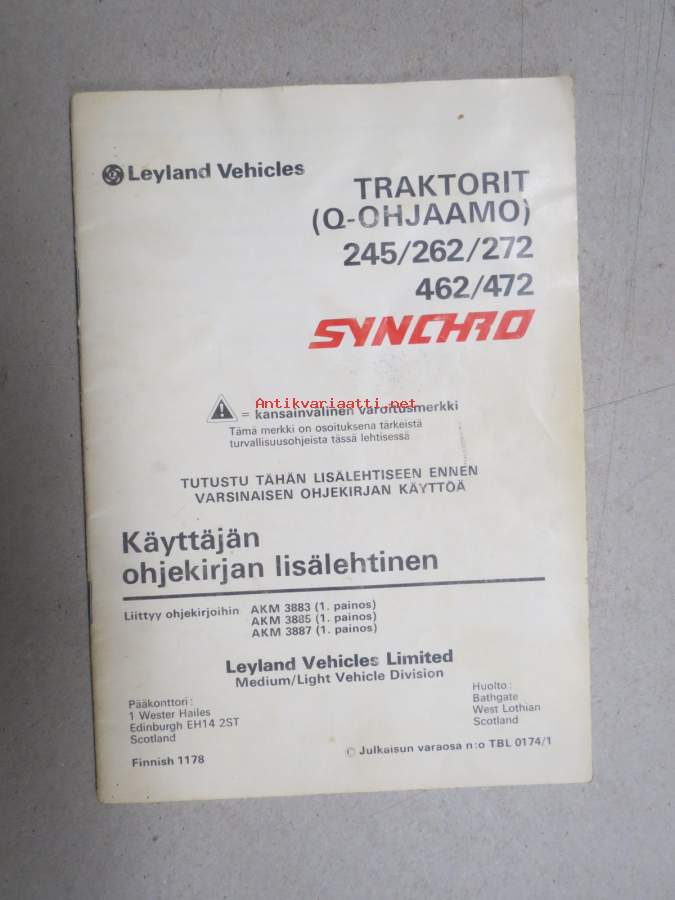 Leyland Vehicles
TRAKTORIT
(Q-OHJAAMO)
245/262/272
462/472
SYNCHRO
Antikvariaatti.net
= kansainvälinen varoitusmerkki
Tämä merkki on osoituksena tärkeistä
turvallisuusohjeista tässä lehtisessä
TUTUSTU TÄHÄN LISÄLEHTISEEN ENNEN
VARSINAISEN OHJEKIRJAN KÄYTTÖÄ
Käyttäjän
ohjekirjan lisälehtinen
Liittyy ohjekirjoihin AKM 3883 (1. painos)
AKM 3885 (1. painos)
AKM 3887 (1. painos)
Leyland Vehicles Limited
Medium/Light Vehicle Division
Pääkonttori:
1 Wester Hailes
Edinburgh EH14 2ST
Scotland
Huolto:
Bathgate
West Lothian
Scotland
Finnish 1178
© Julkaisun varaosa n:o TBL 0174/1